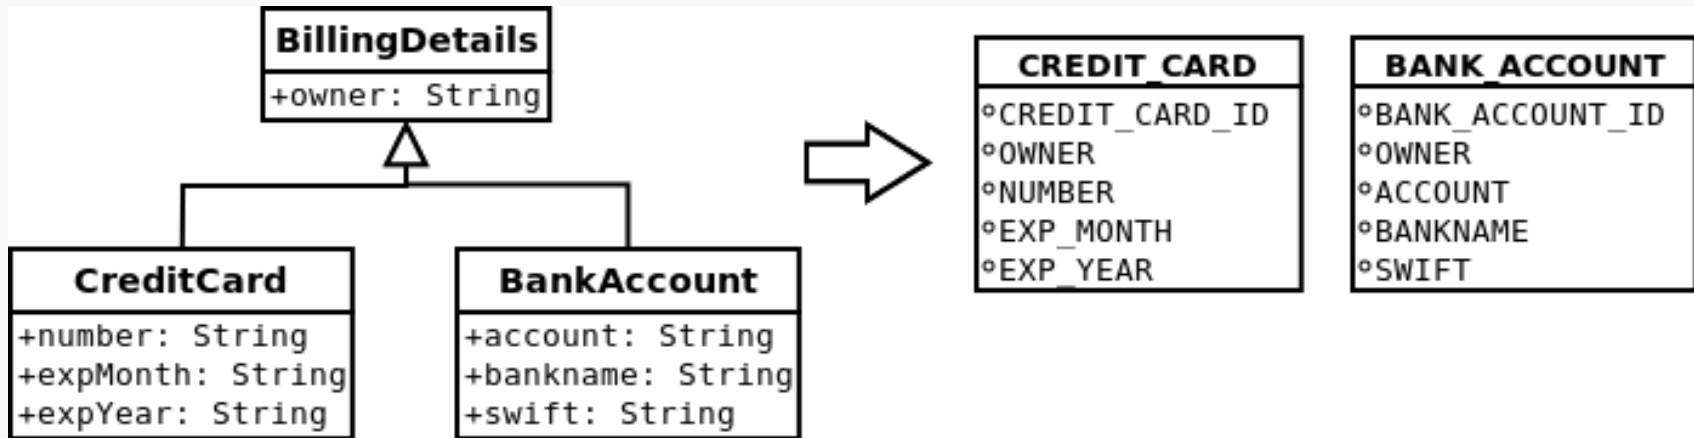 BillingDetails
+owner: String
CreditCard
+number: String
+expMonth: String
+expYear: String
BankAccount
+account: String
+bankname: String
+swift: String
CREDIT_CARD
CREDIT_CARD_ID
OWNER
NUMBER
EXP_MONTH
EXP_YEAR
BANK_ACCOUNT
BANK_ACCOUNT_ID
OWNER
ACCOUNT
BANKNAME
SWIFT